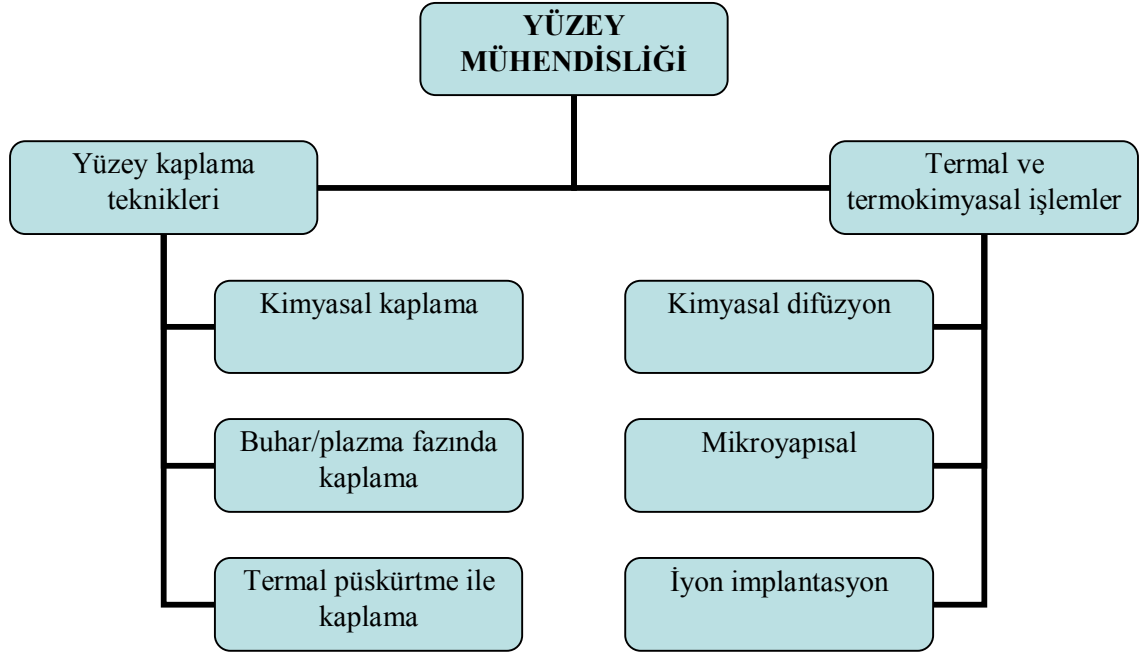 YÜZEY
MÜHENDİSLİĞİ
Yüzey kaplama
teknikleri
Kimyasal kaplama
Buhar/plazma fazında
kaplama
Termal püskürtme ile
kaplama
Termal ve
termokimyasal işlemler
Kimyasal difüzyon
Mikroyapısal
İyon implantasyon